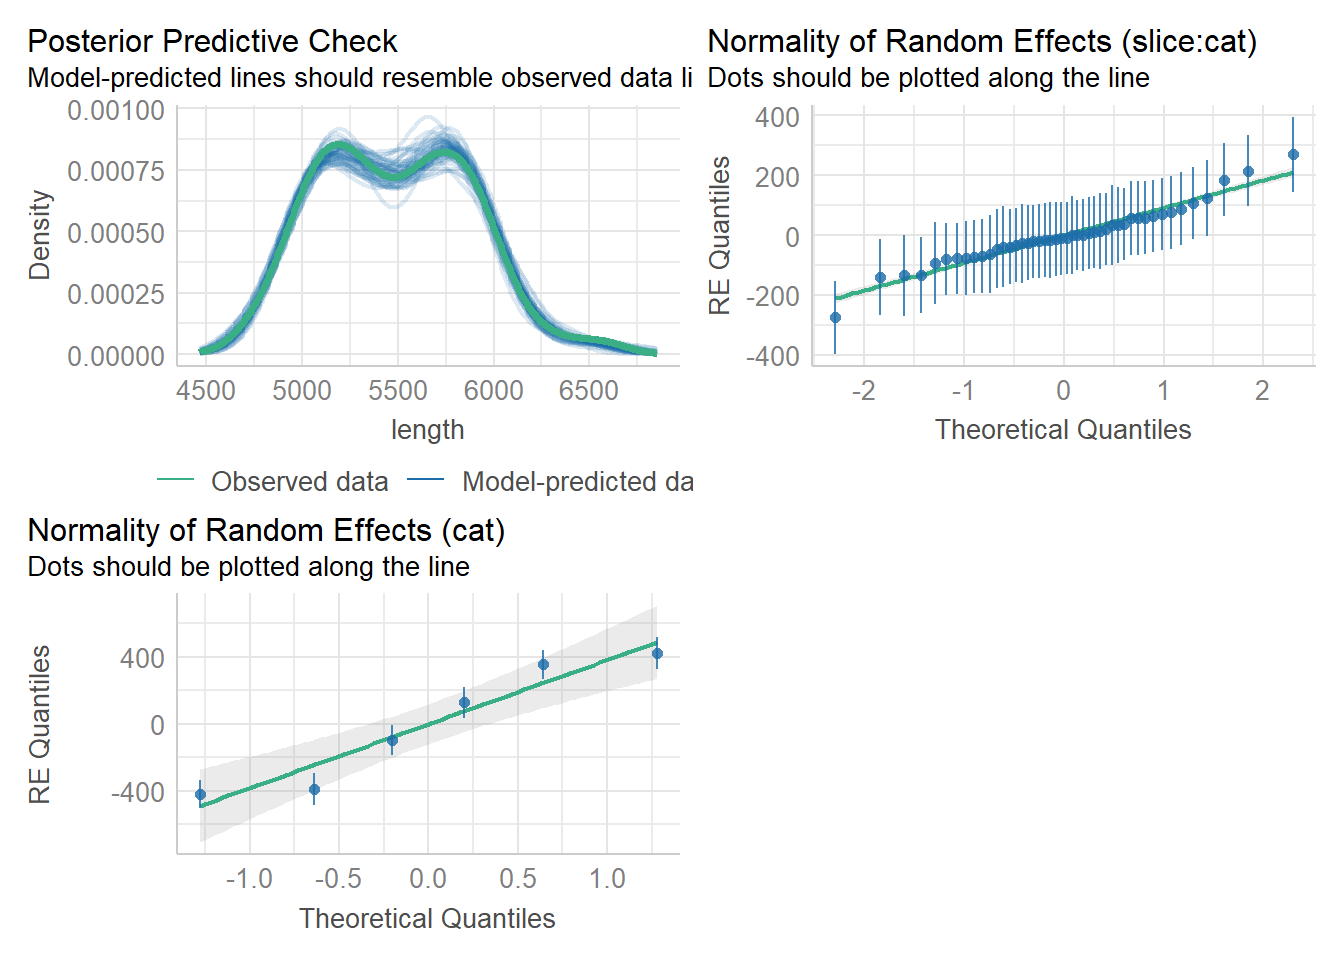 Posterior Predictive Check
Model-predicted lines should resemble observed data li
0.00100
0.00075
0.00050
0.00025
0.00000
Density
4500 5000 5500 6000 6500
length
Observed data Model-predicted da
Normality of Random Effects (slice:cat)
Dots should be plotted along the line
400
200
0
-200
-400
RE Quantiles
-2 -1 0 1 2
Theoretical Quantiles
Normality of Random Effects (cat)
Dots should be plotted along the line
400
0
-400
RE Quantiles
-1.0 -0.5 0.0 0.5 1.0
Theoretical Quantiles